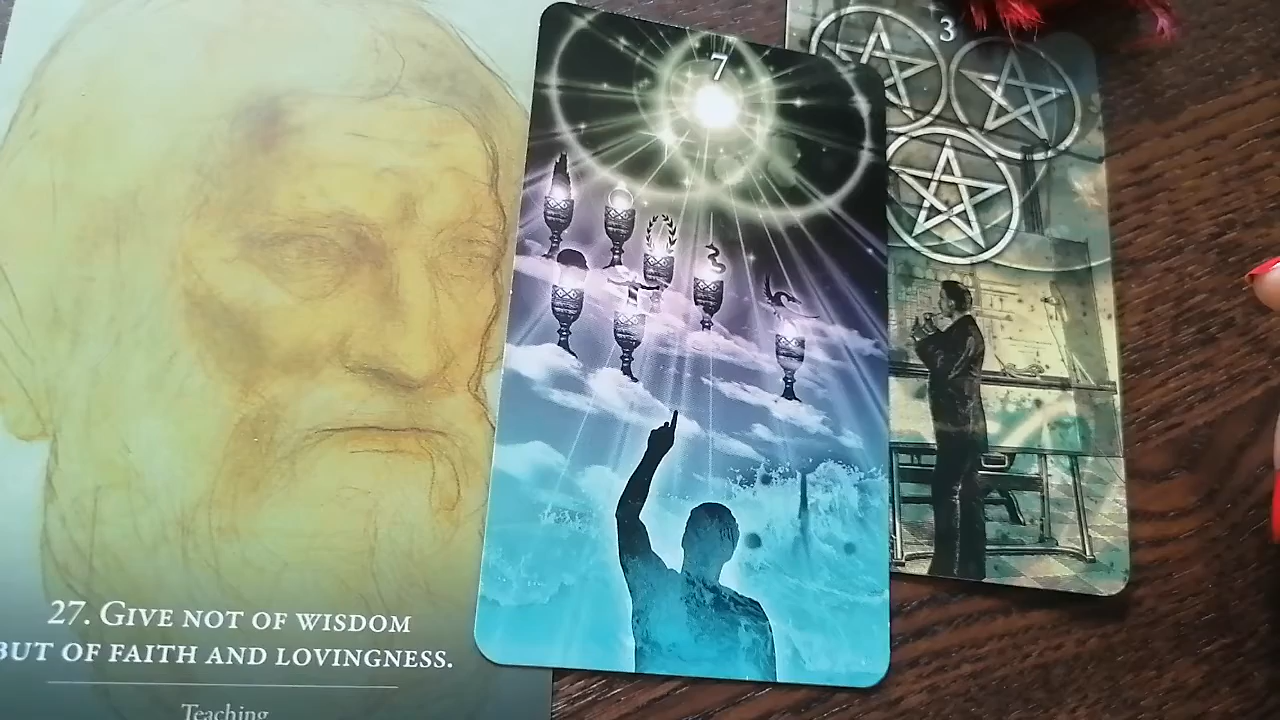 7
3
27. Give not of wisdom
but of faith and lovingness.
Teaching